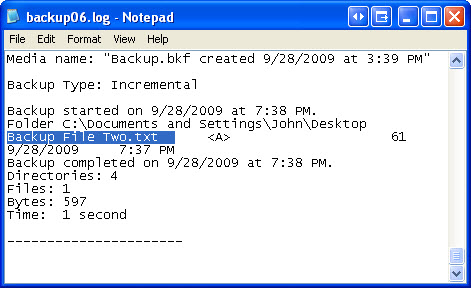 backup06.log - Notepad
File Edit Format View Help
Media name: "Backup.bkf created 9/28/2009 at 3:39 PM"
Backup Type: Incremental
Backup started on 9/28/2009 at 7:38 PM.
Folder C:\Documents and Settings\John\Desktop
Backup File Two.txt <A> 61
9/28/2009 7:37 PM
Backup completed on 9/28/2009 at 7:38 PM.
Directories: 4
Files: 1
Bytes: 597
Time: 1 second
----------------------